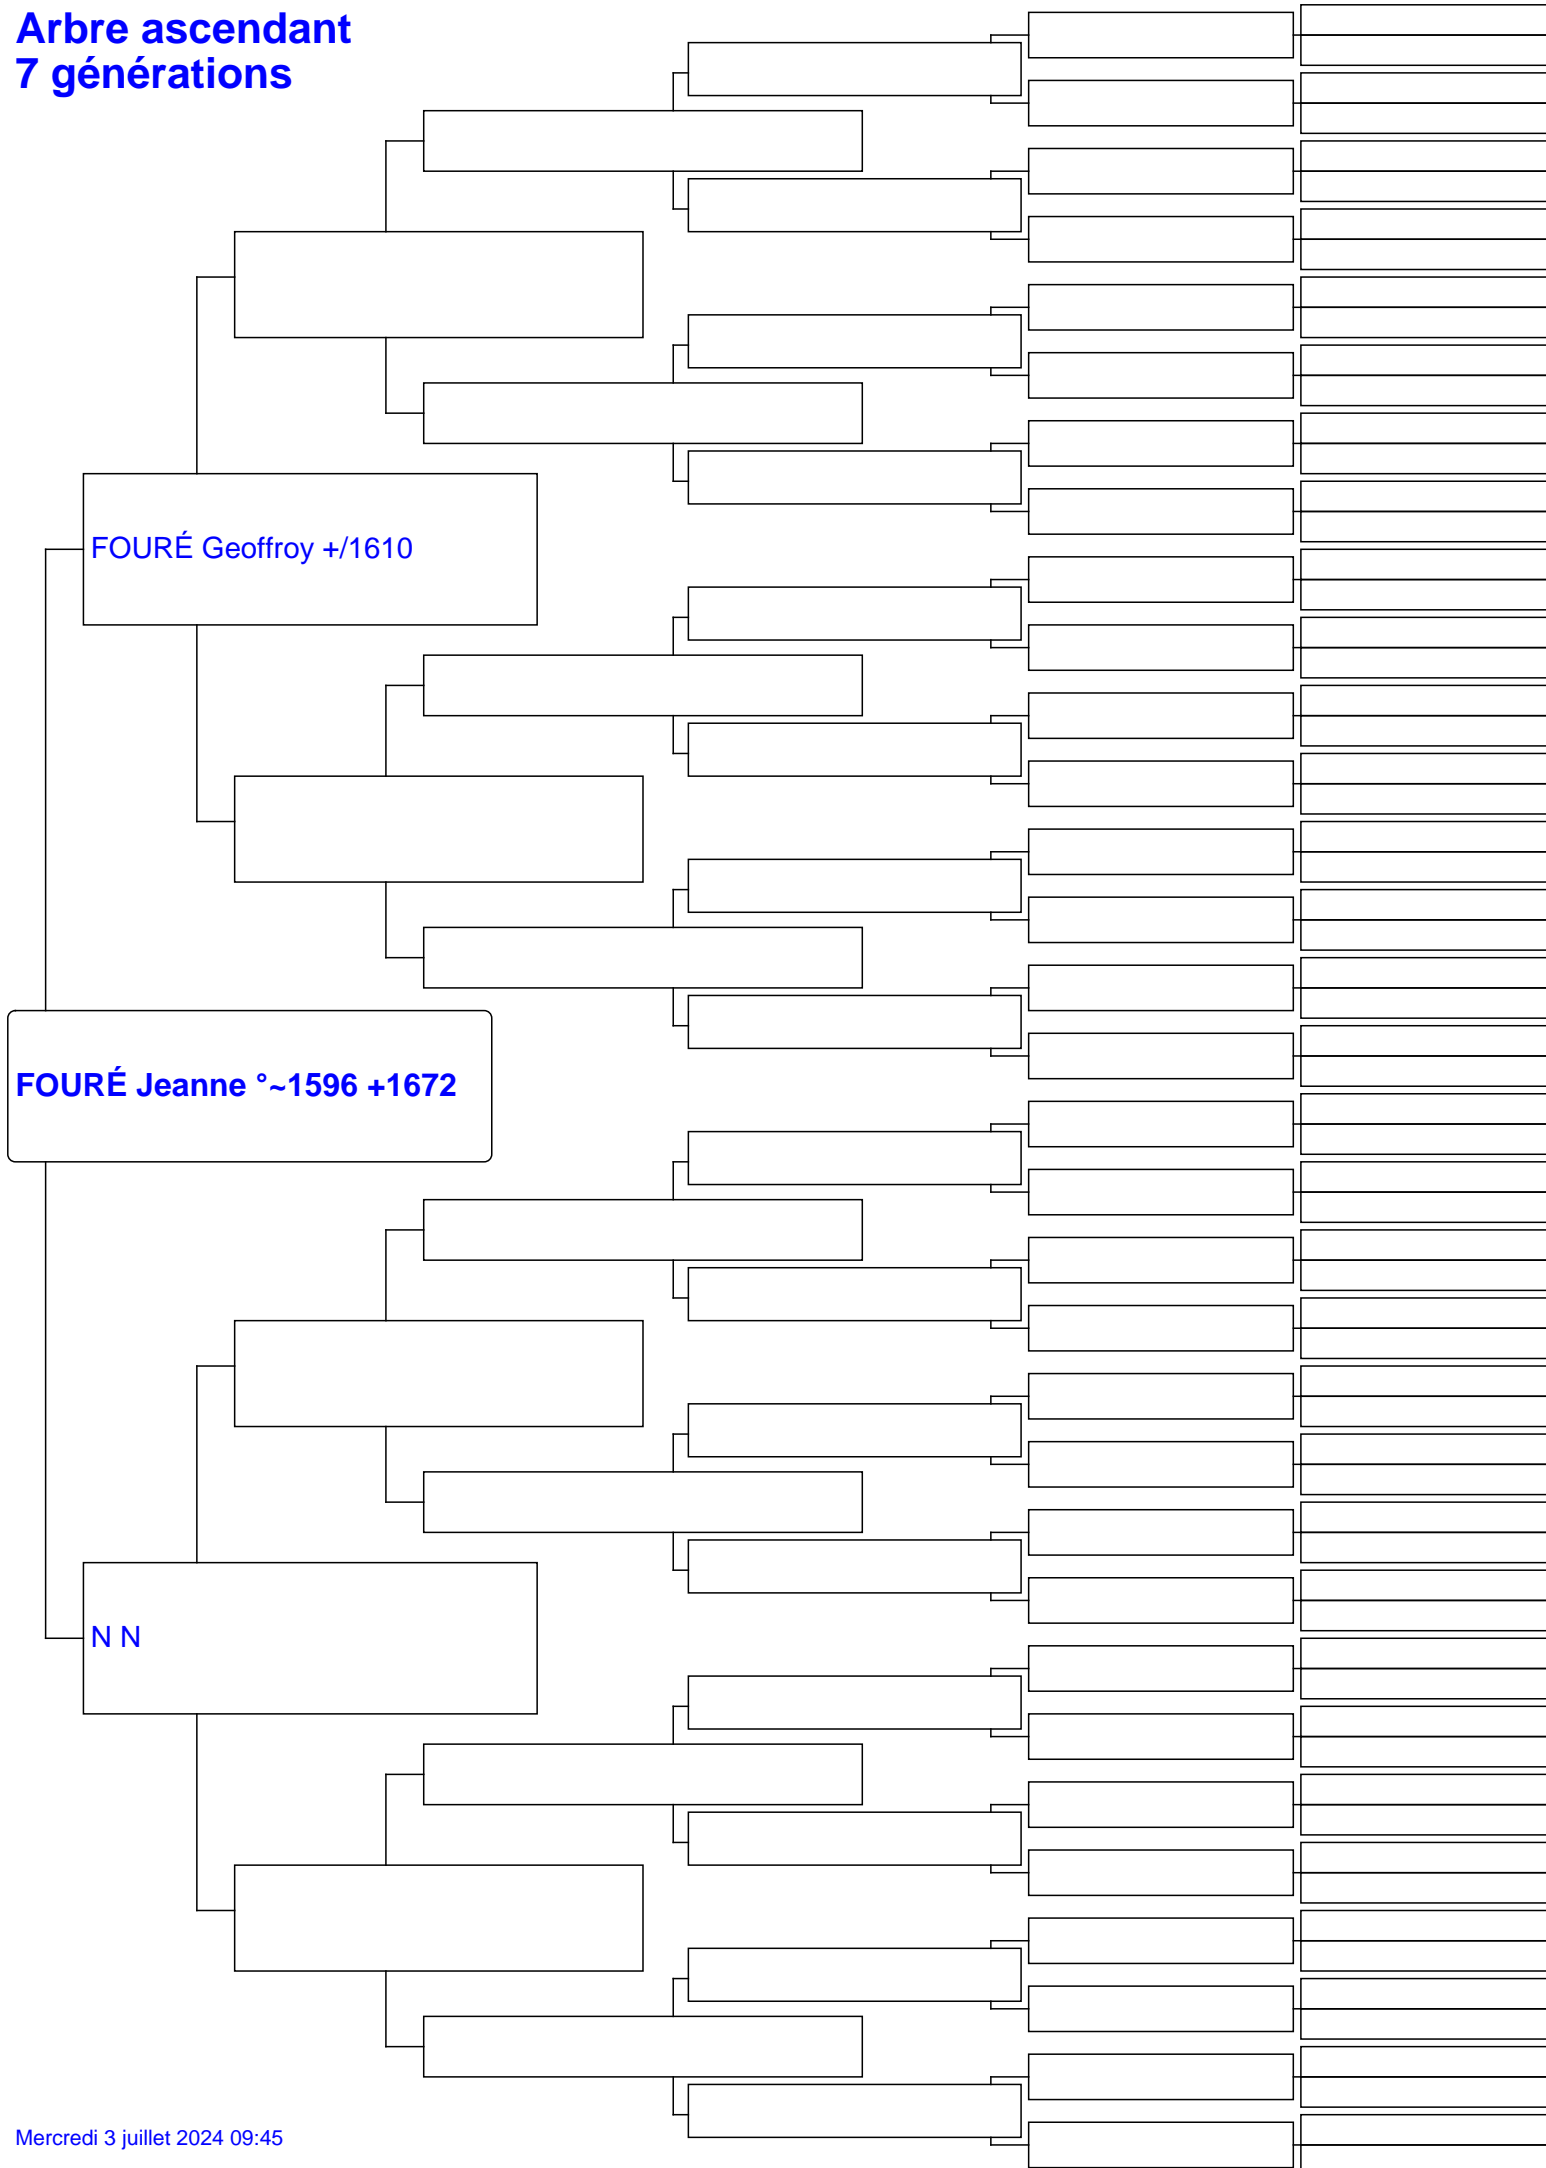 Arbre ascendant
7 générations
FOURÉ Geoffroy +/1610
FOURÉ Jeanne °~1596 +1672
N N
Mercredi 3 juillet 2024 09:45